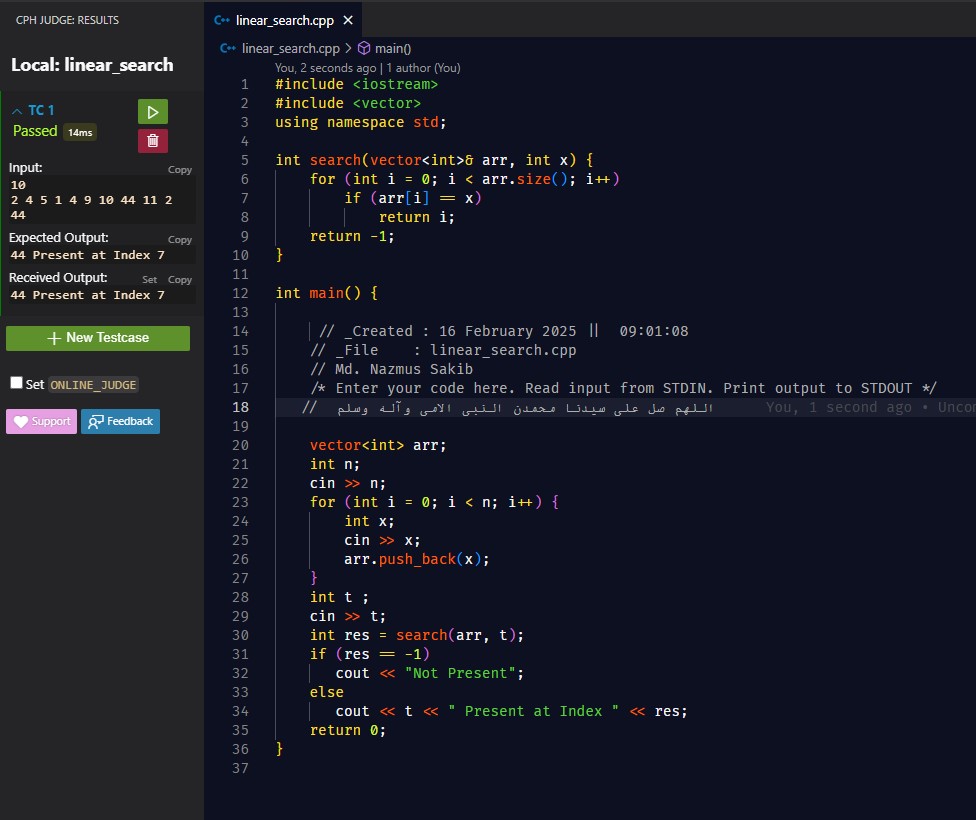 CPH JUDGE: RESULTS
Local: linear_search
TC 1
Passed 14ms
Input:
Copy
10
2 4 5 1 4 9 10 44 11 2
44
Expected Output:
Copy
44 Present at Index 7
Received Output:
Set Copy
44 Present at Index 7
+ New Testcase
Set ONLINE_JUDGE
Support
Feedback
C++ linear_search.cpp ×
C++ linear_search.cpp > main()
You, 2 seconds ago | 1 author (You)
1 #include <iostream>
2 #include <vector>
3 using namespace std;
4
5 int search(vector<int>& arr, int x) {
6     for (int i = 0; i < arr.size(); i++)
7         if (arr[i] == x)
8             return i;
9     return -1;
10 }
11
12 int main() {
13
14      // _Created : 16 February 2025 ||  09:01:08
15     // _File    : linear_search.cpp
16     // Md. Nazmus Sakib
17     /* Enter your code here. Read input from STDIN. Print output to STDOUT */
18    //  اللهم صل على سيدنا محمدن النبى الامى وآله وسلم      You, 1 second ago • Uncon
19
20     vector<int> arr;
21     int n;
22     cin >> n;
23     for (int i = 0; i < n; i++) {
24         int x;
25         cin >> x;
26         arr.push_back(x);
27     }
28     int t ;
29     cin >> t;
30     int res = search(arr, t);
31     if (res == -1)
32        cout << "Not Present";
33     else
34        cout << t << " Present at Index " << res;
35     return 0;
36 }
37